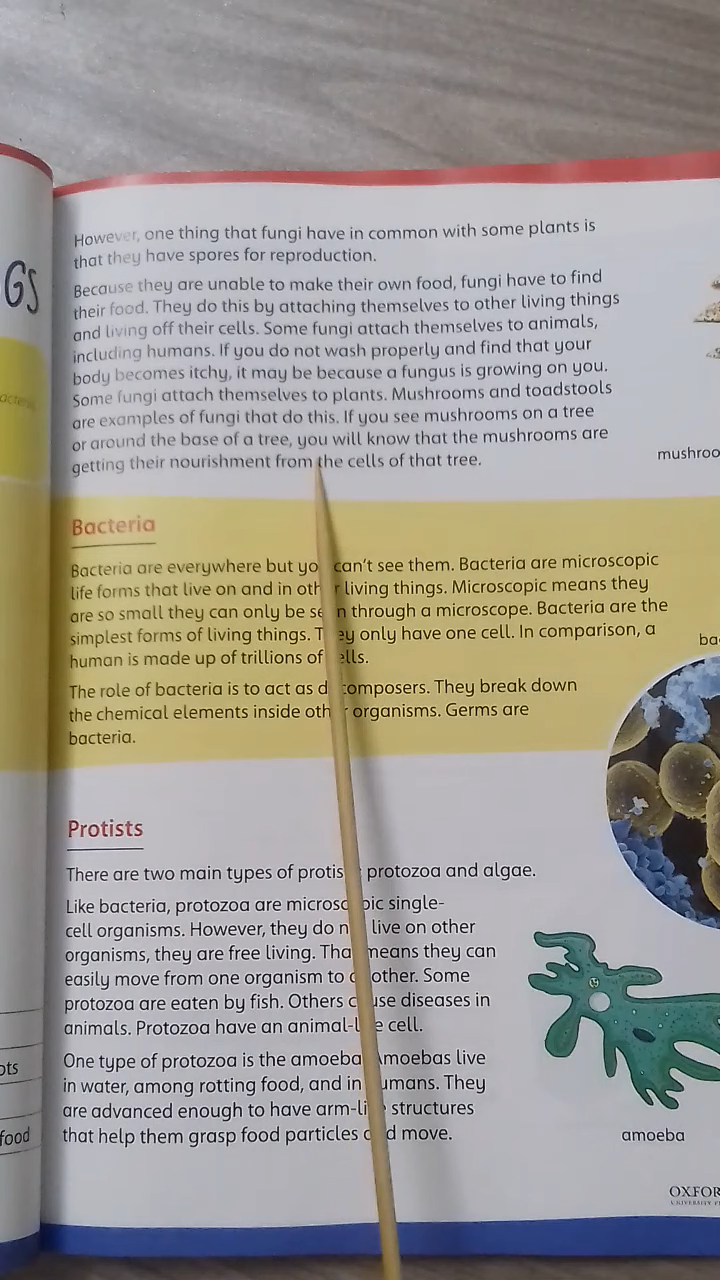 GS
However, one thing that fungi have in common with some plants is
that they have spores for reproduction.
Because they are unable to make their own food, fungi have to find
their food. They do this by attaching themselves to other living things
and living off their cells. Some fungi attach themselves to animals,
including humans. If you do not wash properly and find that your
body becomes itchy, it may be because a fungus is growing on you.
Some fungi attach themselves to plants. Mushrooms and toadstools
are examples of fungi that do this. If you see mushrooms on a tree
or around the base of a tree, you will know that the mushrooms are
getting their nourishment from the cells of that tree.
mushroo
Bacteria
Bacteria are everywhere but yo can't see them. Bacteria are microscopic
life forms that live on and in oth r living things. Microscopic means they
are so small they can only be se n through a microscope. Bacteria are the
simplest forms of living things. T ey only have one cell. In comparison, a
human is made up of trillions of ells.
ba
The role of bacteria is to act as d composers. They break down
the chemical elements inside oth r organisms. Germs are
bacteria.
Protists
There are two main types of protis protozoa and algae.
Like bacteria, protozoa are microsc pic single-
cell organisms. However, they do n live on other
organisms, they are free living. Tha means they can
easily move from one organism to a other. Some
protozoa are eaten by fish. Others c use diseases in
animals. Protozoa have an animal-l e cell.
One type of protozoa is the amoeba Amoebas live
in water, among rotting food, and in umans. They
are advanced enough to have arm-li structures
that help them grasp food particles a d move.
amoeba
ots
food
OXFOR
UNIVERSITY P